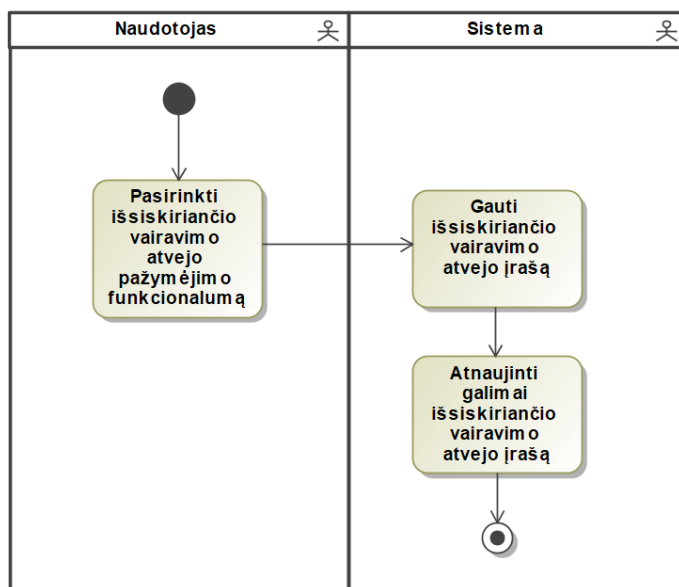 Naudotojas
Sistema
Pasirinkti
išsiskiriančio
vairavimo
atvejo
pažymėjimo
funkcionalumą
Gauti
išsiskiriančio
vairavimo
atvejo įrašą
Atnaujinti
galimai
išsiskiriančio
vairavimo
atvejo įrašą